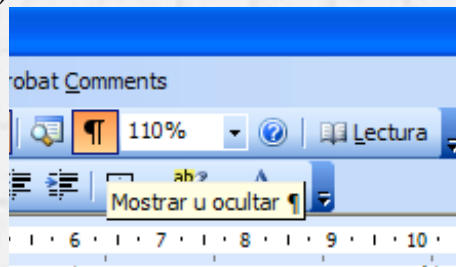 robat Comments
¶ 110% Lectura
Mostrar u ocultar ¶
6 7 8 9 10